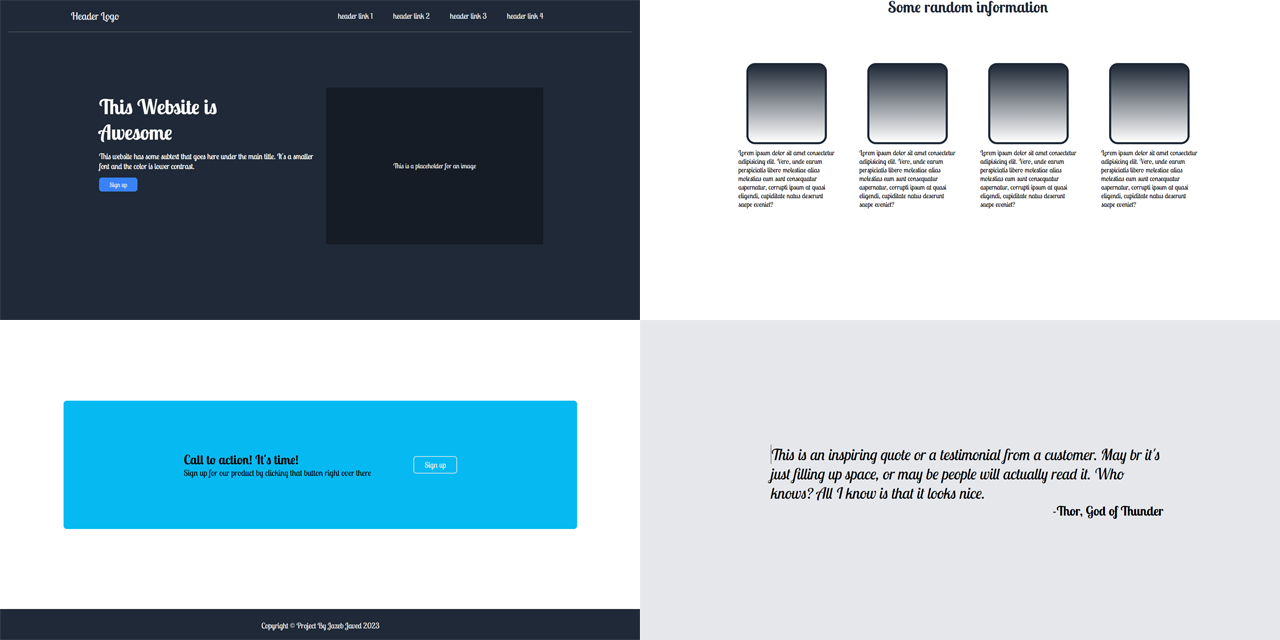 Header Logo
header link 1
header link 2
header link 3
header link 4
This Website is
Awesome
This website has some subtext that goes here under the main title. It's a smaller
font and the color is lower contrast.
Sign up
This is a placeholder for an image
Some random information
Lorem ipsum dolor sit amet consectetur
adipisicing elit. Vero, unde earum
perspiciatis libero molestiae alias
molestias eum sunt consequatur
aspernatur, corrupti ipsum at quasi
eligendi, cupiditate natus deserunt
saepe eveniet?
Lorem ipsum dolor sit amet consectetur
adipisicing elit. Vero, unde earum
perspiciatis libero molestiae alias
molestias eum sunt consequatur
aspernatur, corrupti ipsum at quasi
eligendi, cupiditate natus deserunt
saepe eveniet?
Lorem ipsum dolor sit amet consectetur
adipisicing elit. Vero, unde earum
perspiciatis libero molestiae alias
molestias eum sunt consequatur
aspernatur, corrupti ipsum at quasi
eligendi, cupiditate natus deserunt
saepe eveniet?
Lorem ipsum dolor sit amet consectetur
adipisicing elit. Vero, unde earum
perspiciatis libero molestiae alias
molestias eum sunt consequatur
aspernatur, corrupti ipsum at quasi
eligendi, cupiditate natus deserunt
saepe eveniet?
Call to action! It's time!
Sign up for our product by clicking that button right over there
Sign up
Copyright © Project By Jazeb Javed 2023
This is an inspiring quote or a testimonial from a customer. May br it's
just filling up space, or may be people will actually read it. Who
knows? All I know is that it looks nice.
-Thor, God of Thunder